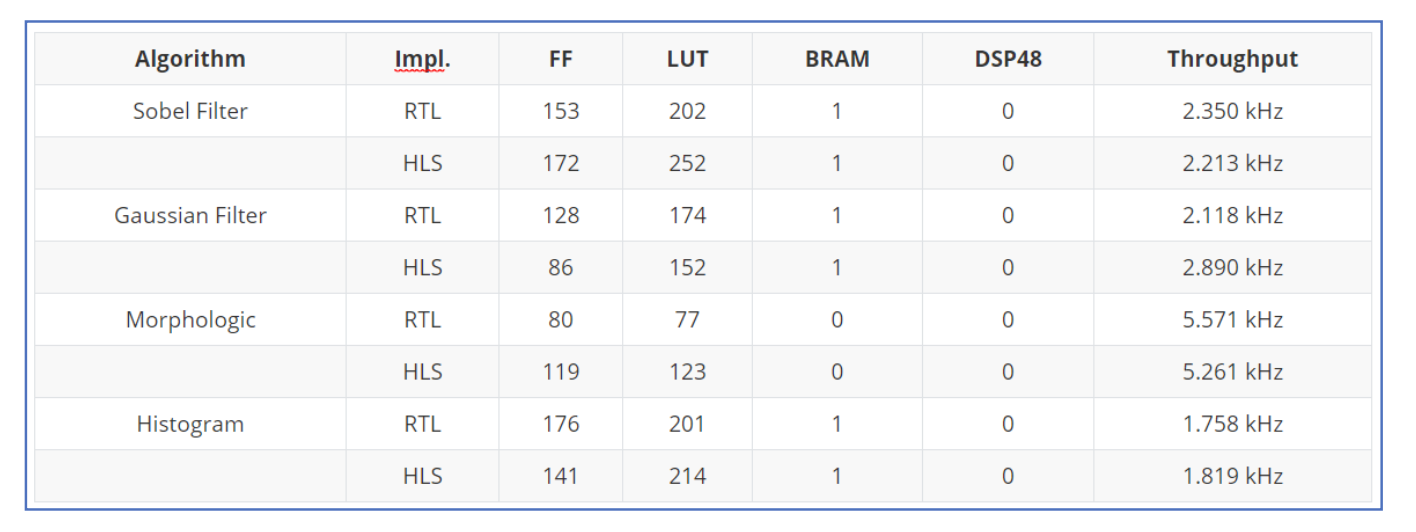 Algorithm Impl. FF LUT BRAM DSP48 Throughput
Sobel Filter RTL 153 202 1 0 2.350 kHz
HLS 172 252 1 0 2.213 kHz
Gaussian Filter RTL 128 174 1 0 2.118 kHz
HLS 86 152 1 0 2.890 kHz
Morphologic RTL 80 77 0 0 5.571 kHz
HLS 119 123 0 0 5.261 kHz
Histogram RTL 176 201 1 0 1.758 kHz
HLS 141 214 1 0 1.819 kHz